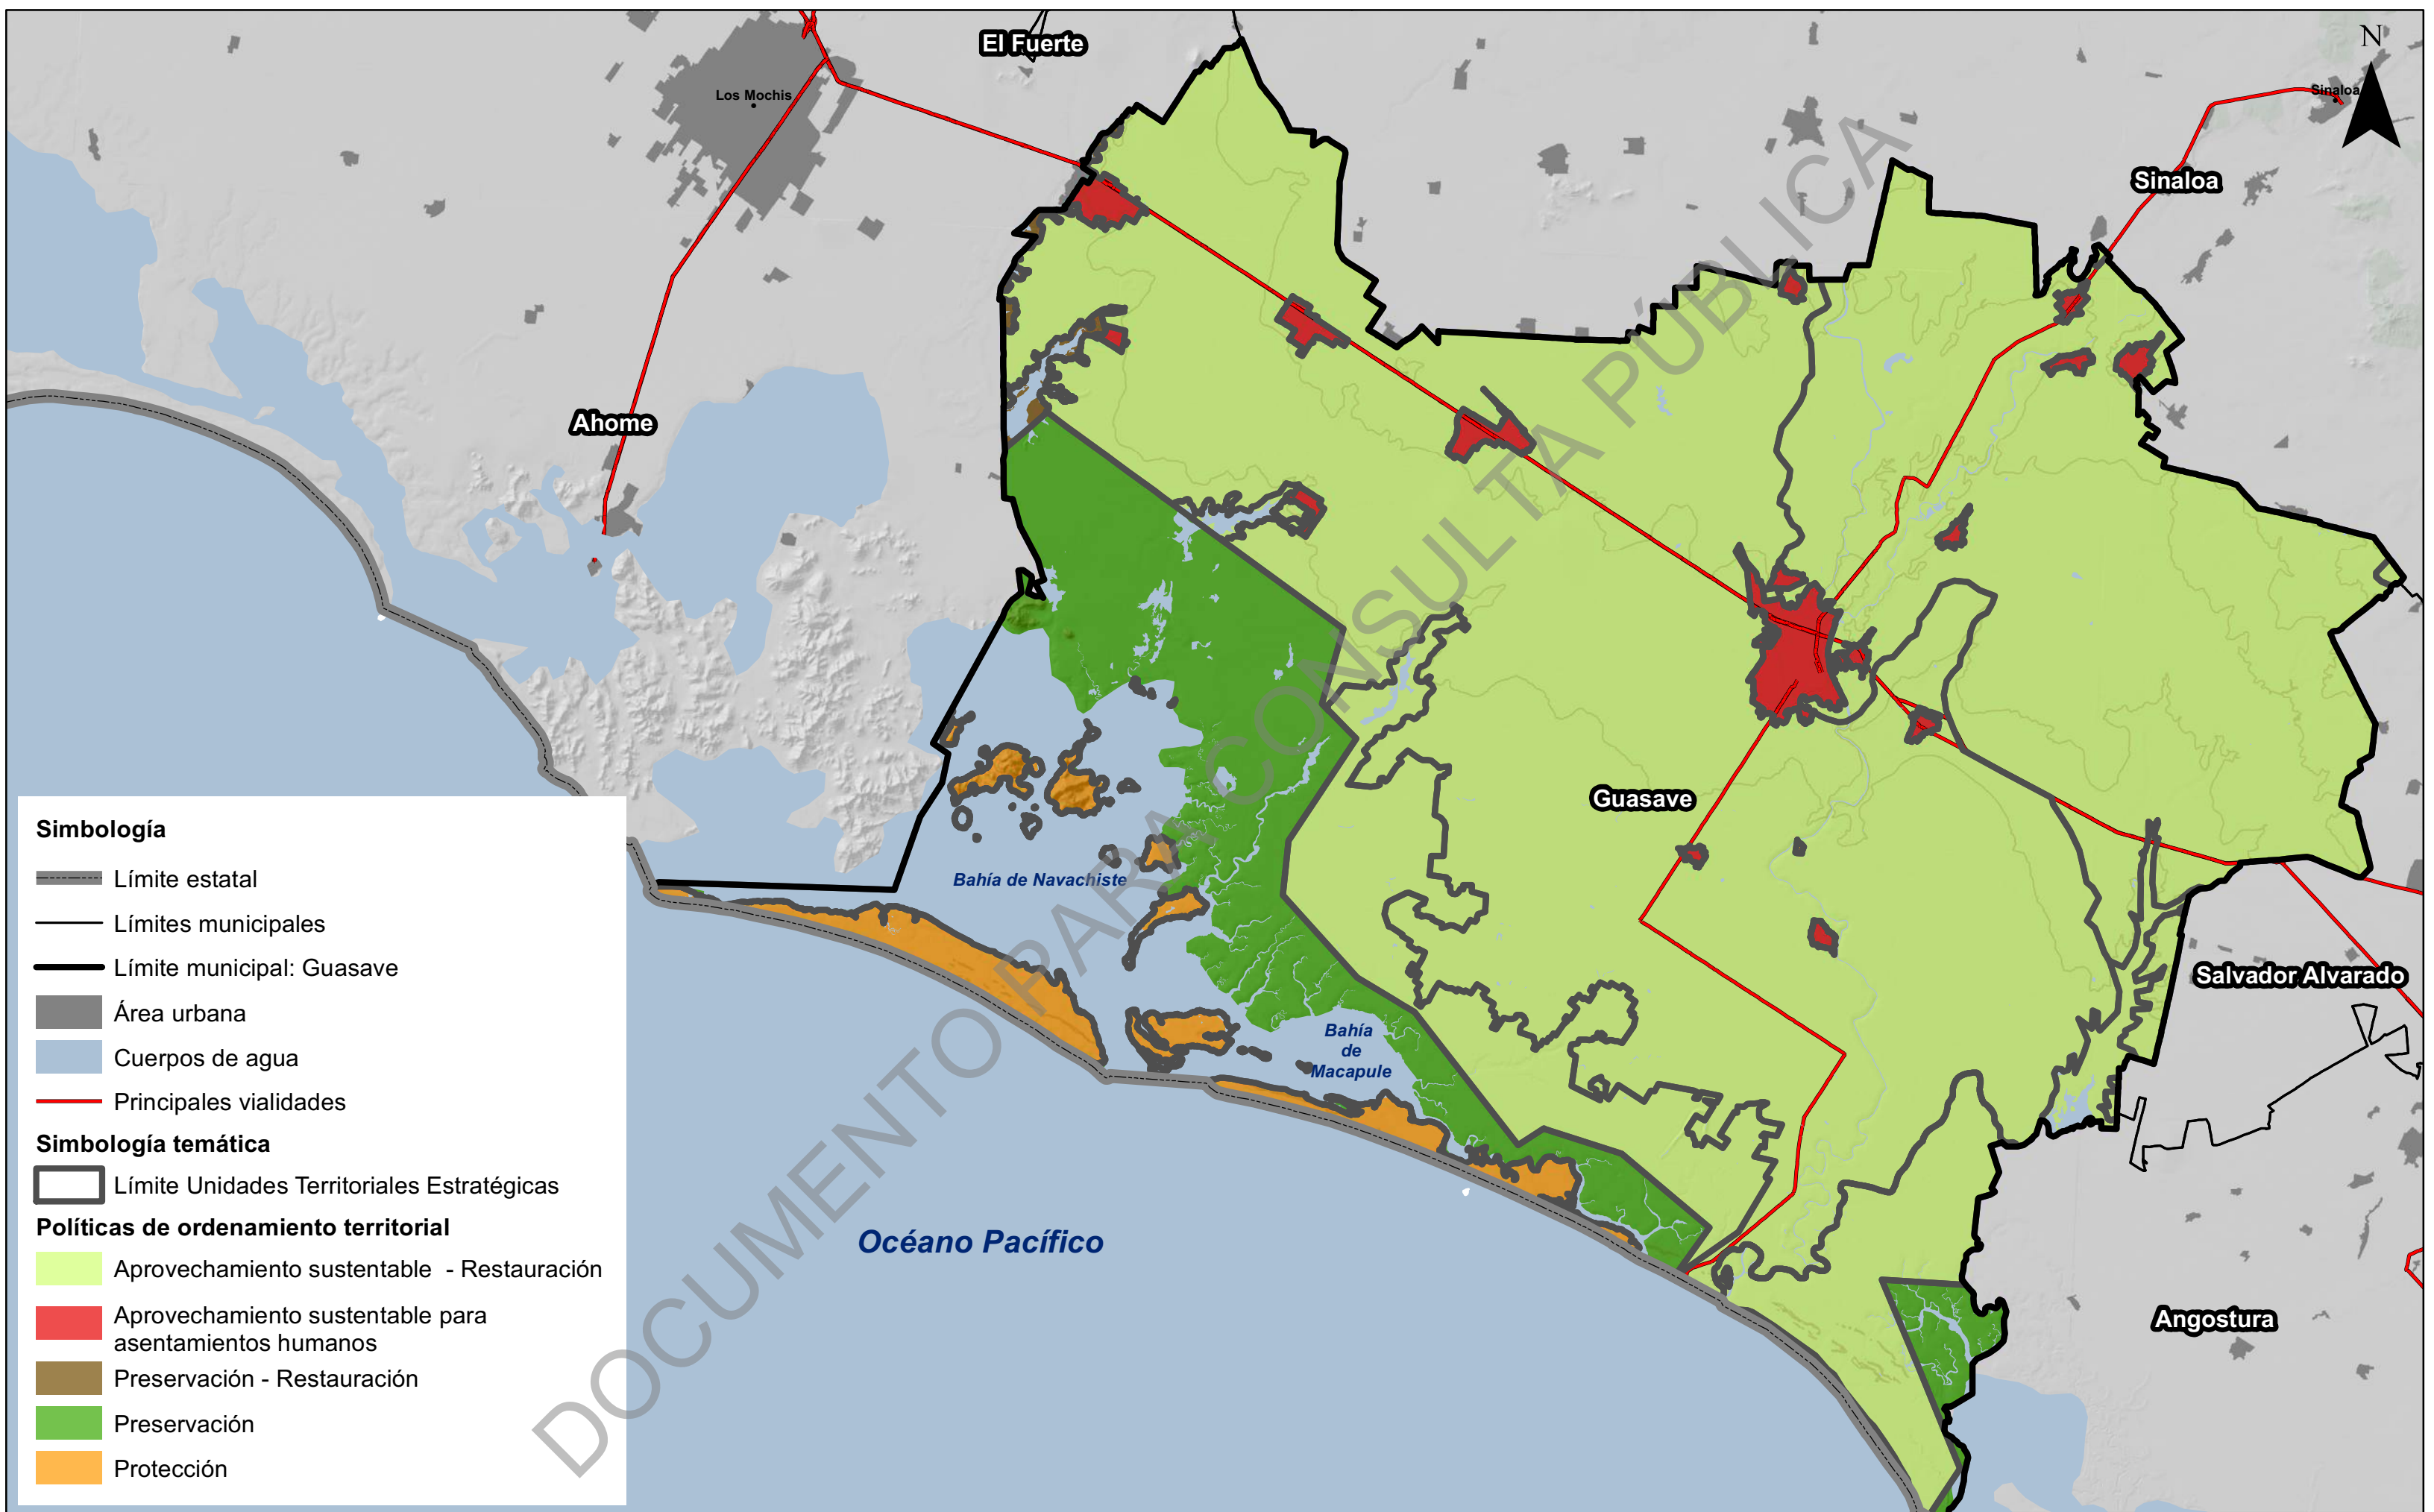 El Fuerte
N
Los Mochis
Sinaloa
Sinaloa
Ahome
Guasave
Bahía de Navachiste
Salvador Alvarado
Bahía
de
Macapule
Océano Pacífico
Angostura
DOCUMENTO PARA CONSULTA PÚBLICA
Simbología
Límite estatal
Límites municipales
Límite municipal: Guasave
Área urbana
Cuerpos de agua
Principales vialidades
Simbología temática
Límite Unidades Territoriales Estratégicas
Políticas de ordenamiento territorial
Aprovechamiento sustentable - Restauración
Aprovechamiento sustentable para
asentamientos humanos
Preservación - Restauración
Preservación
Protección